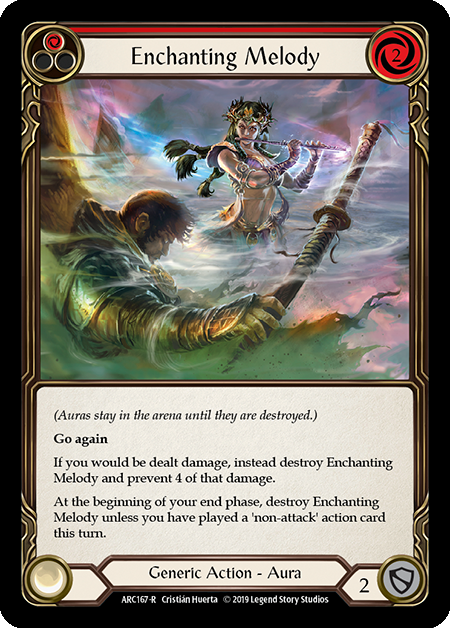 Enchanting Melody
2
(Auras stay in the arena until they are destroyed.)
Go again
If you would be dealt damage, instead destroy Enchanting
Melody and prevent 4 of that damage.
At the beginning of your end phase, destroy Enchanting
Melody unless you have played a 'non-attack' action card
this turn.
Generic Action - Aura
2
ARC167-R Cristián Huerta © 2019 Legend Story Studios